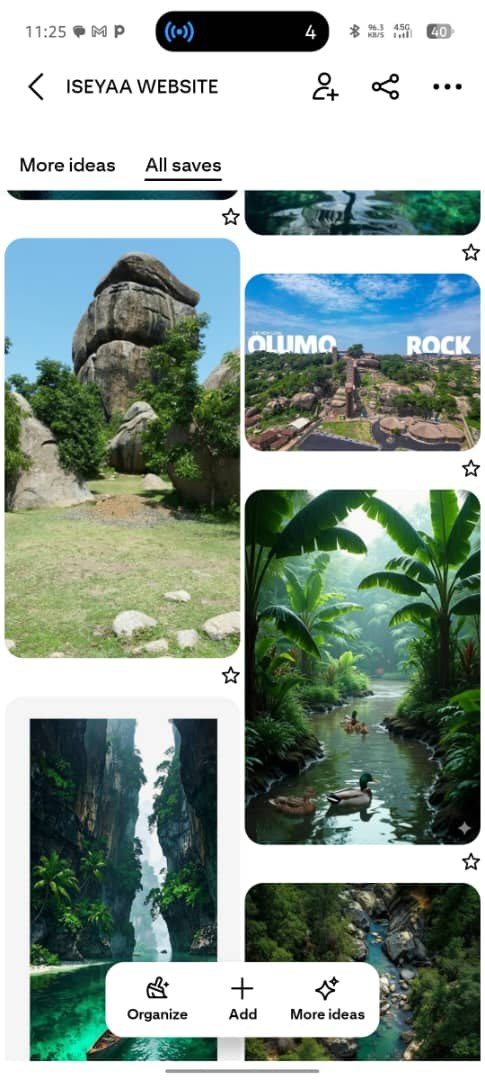 11:25
4
96.3
KB/S
4.5G
40
ISEYAA WEBSITE
More ideas
All saves
OLUMO ROCK
Organize
Add
More ideas